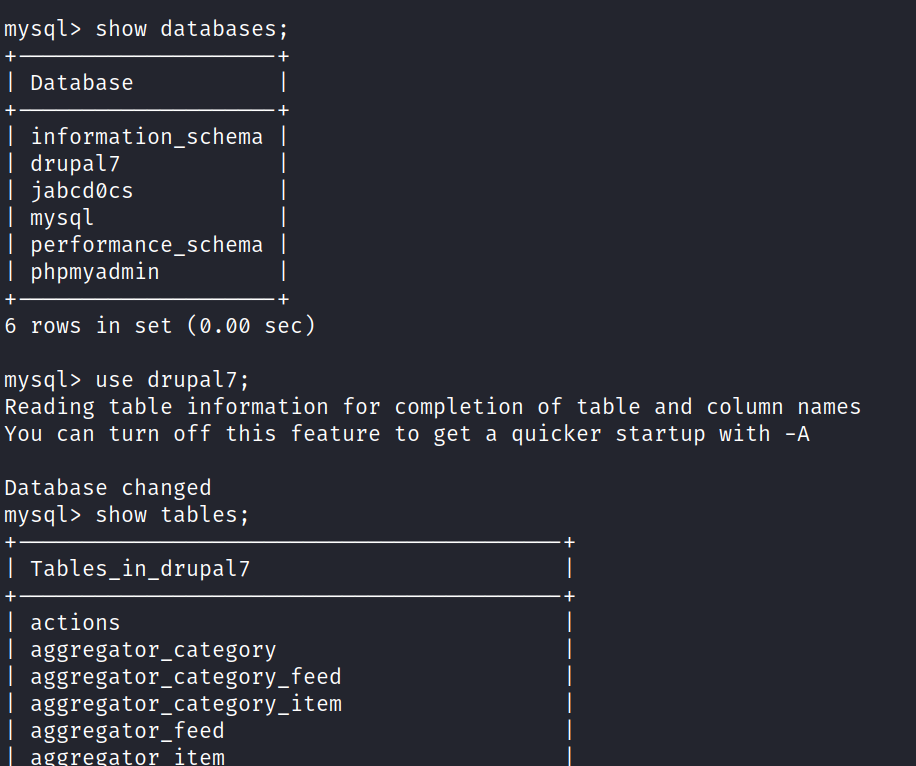 mysql> show databases;
+--------------------+
| Database           |
+--------------------+
| information_schema |
| drupal7            |
| jabcd0cs           |
| mysql              |
| performance_schema |
| phpmyadmin         |
+--------------------+
6 rows in set (0.00 sec)
mysql> use drupal7;
Reading table information for completion of table and column names
You can turn off this feature to get a quicker startup with -A
Database changed
mysql> show tables;
+------------------------------------------+
| Tables_in_drupal7                        |
+------------------------------------------+
| actions                                  |
| aggregator_category                      |
| aggregator_category_feed                 |
| aggregator_category_item                 |
| aggregator_feed                          |
| aggregator_item                          |